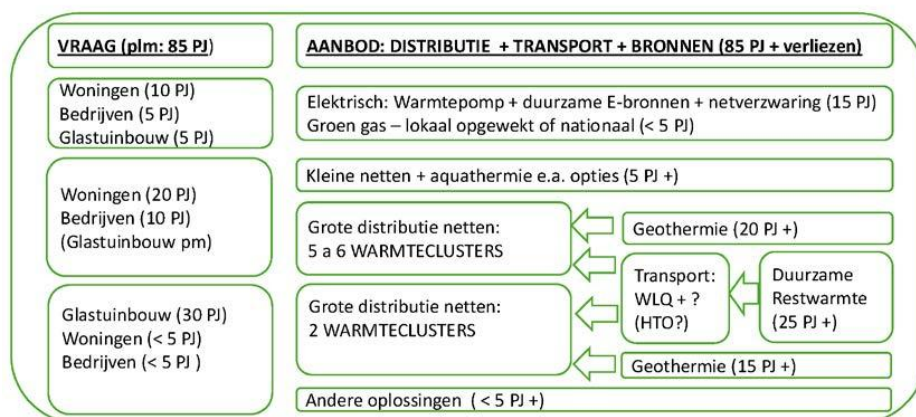 VRAAG (plm: 85 PJ)
Woningen (10 PJ)
Bedrijven (5 PJ)
Glastuinbouw (5 PJ)
Woningen (20 PJ)
Bedrijven (10 PJ)
(Glastuinbouw pm)
Glastuinbouw (30 PJ)
Woningen (< 5 PJ)
Bedrijven (< 5 PJ )
AANBOD: DISTRIBUTIE + TRANSPORT + BRONNEN (85 PJ + verliezen)
Elektrisch: Warmtepomp + duurzame E-bronnen + netverzwaring (15 PJ)
Groen gas – lokaal opgewekt of nationaal (< 5 PJ)
Kleine netten + aquathermie e.a. opties (5 PJ +)
Grote distributie netten:
5 a 6 WARMTECLUSTERS
Geothermie (20 PJ +)
Transport:
WLQ + ?
(HTO?)
Duurzame
Restwarmte
(25 PJ +)
Grote distributie netten:
2 WARMTECLUSTERS
Geothermie (15 PJ +)
Andere oplossingen ( < 5 PJ +)